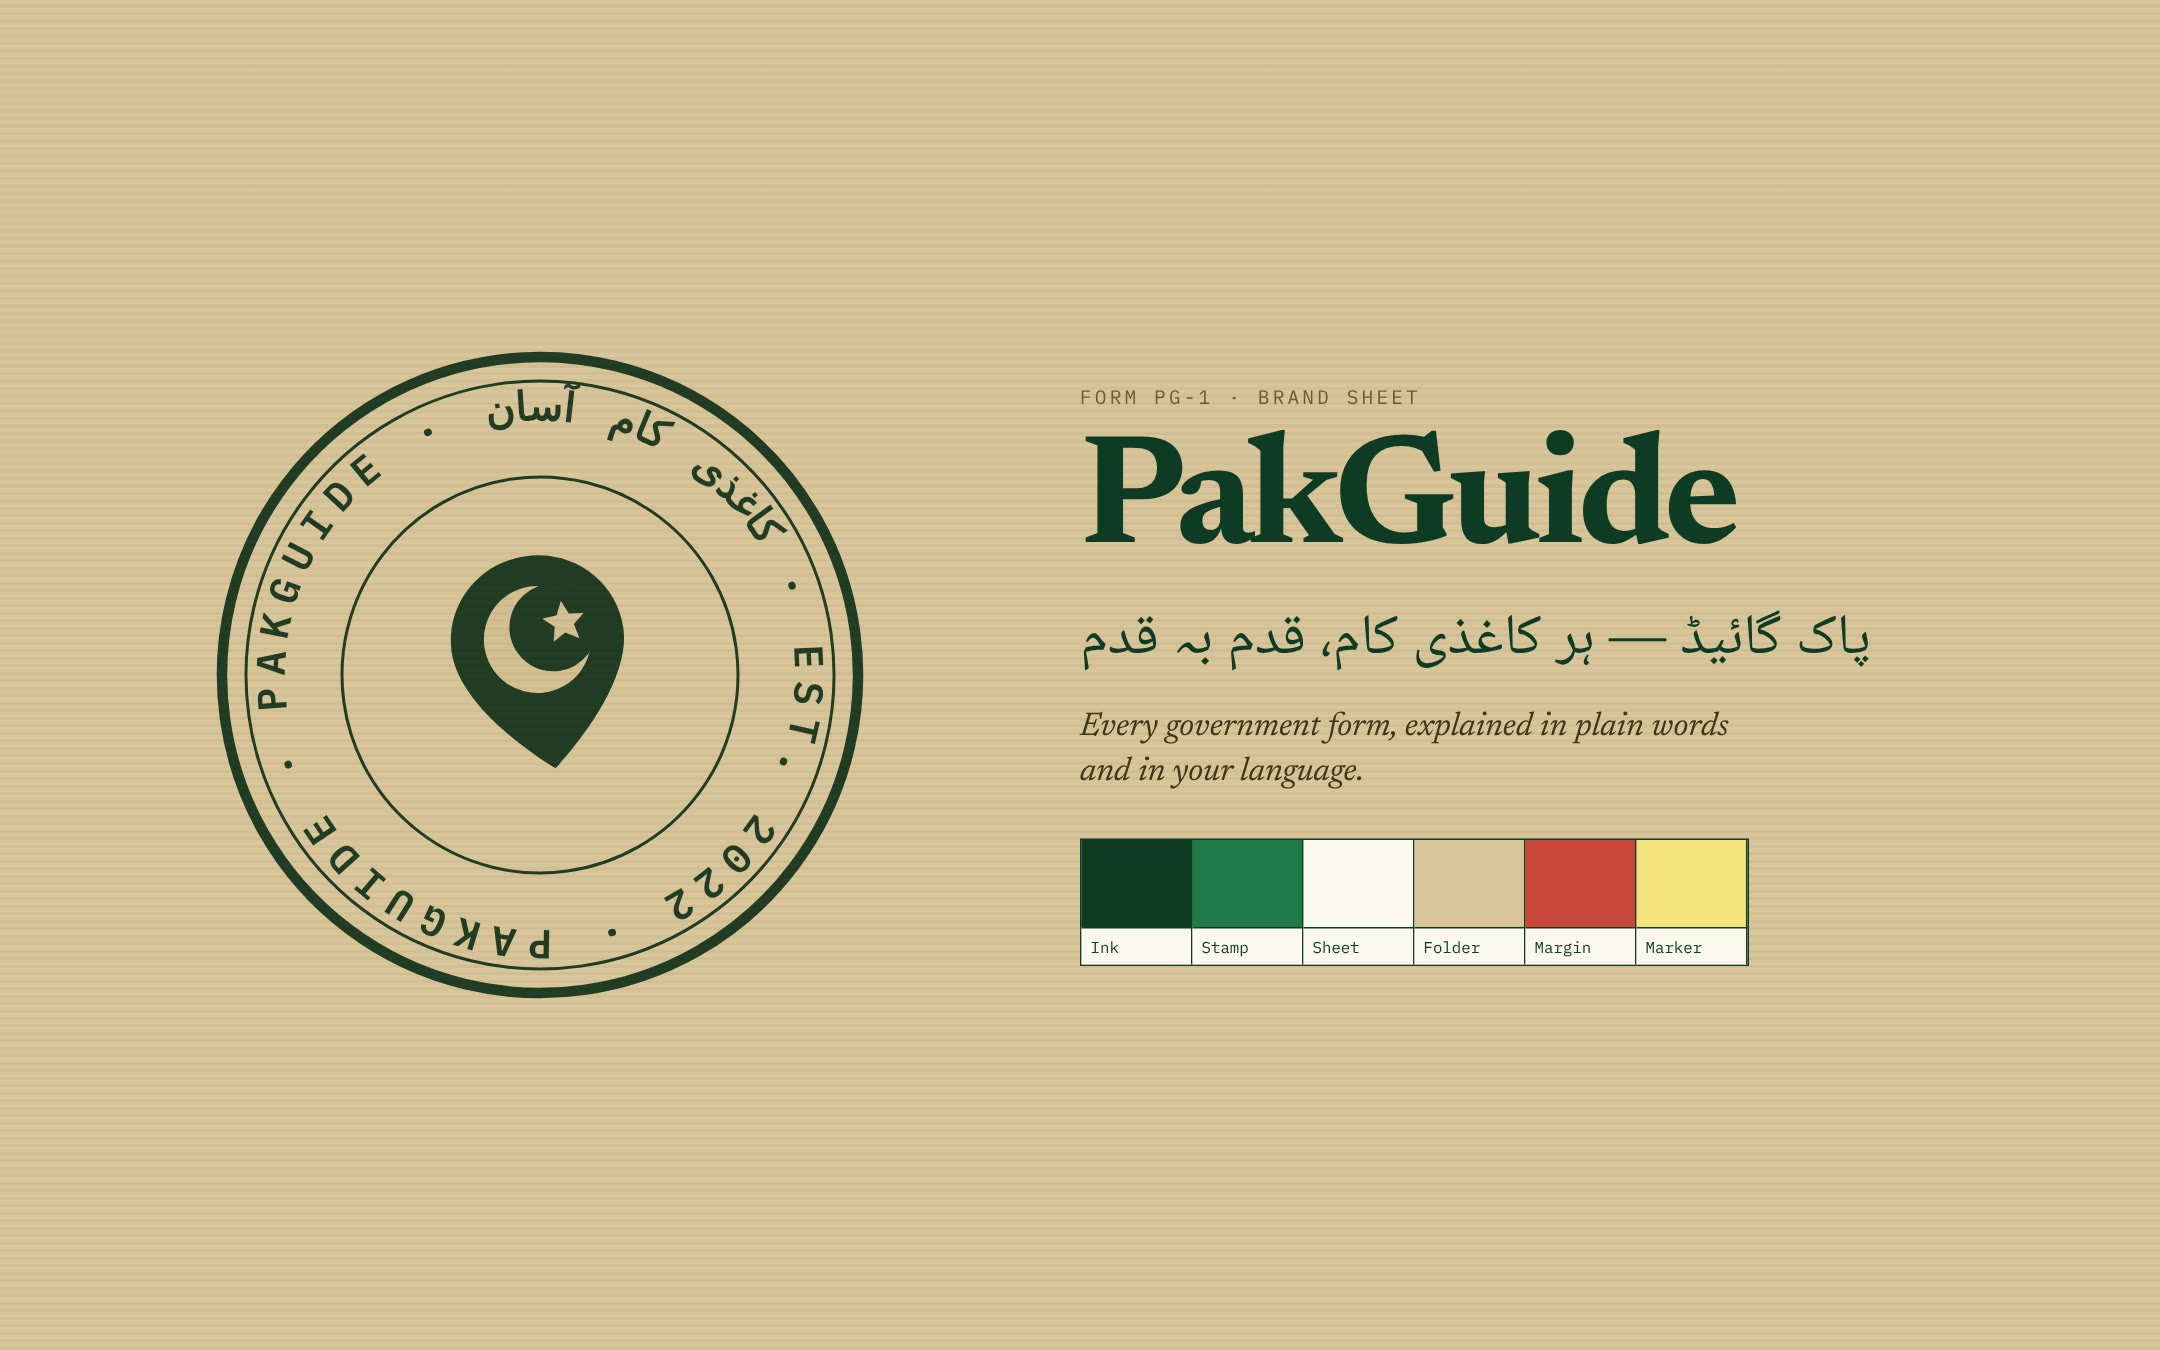 PAKGUIDE · کاغذی کام آسان · EST. 2022 · PAKGUIDE ·
FORM PG-1 · BRAND SHEET
PakGuide
پاک گائیڈ — ہر کاغذی کام، قدم بہ قدم
Every government form, explained in plain words
and in your language.
Ink Stamp Sheet Folder Margin Marker